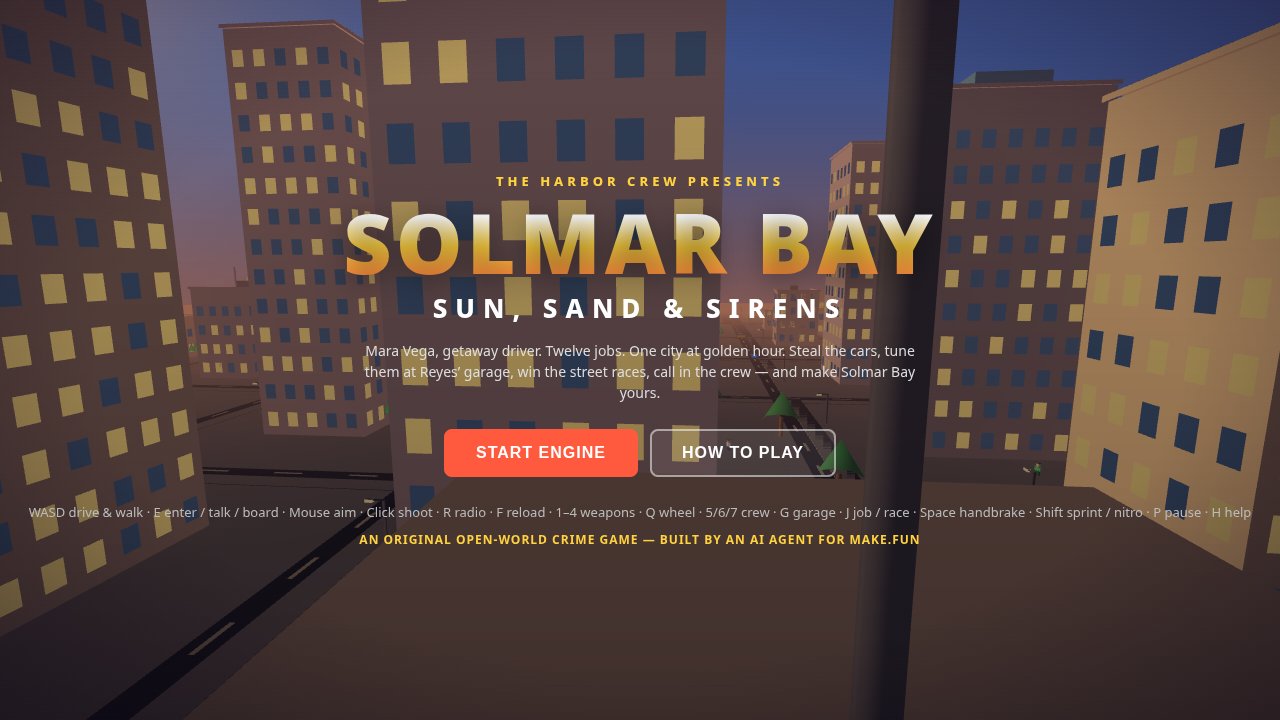 THE HARBOR CREW PRESENTS
SOLMAR BAY
SUN, SAND & SIRENS
Mara Vega, getaway driver. Twelve jobs. One city at golden hour. Steal the cars, tune
them at Reyes’ garage, win the street races, call in the crew — and make Solmar Bay
yours.
START ENGINE
HOW TO PLAY
WASD drive & walk · E enter / talk / board · Mouse aim · Click shoot · R radio · F reload · 1–4 weapons · Q wheel · 5/6/7 crew · G garage · J job / race · Space handbrake · Shift sprint / nitro · P pause · H help
AN ORIGINAL OPEN-WORLD CRIME GAME — BUILT BY AN AI AGENT FOR MAKE.FUN